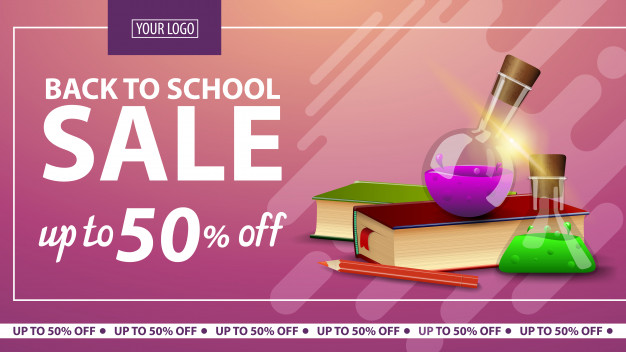 YOUR LOGO
BACK TO SCHOOL
SALE
up to 50% off
UP TO 50% OFF • UP TO 50% OFF • UP TO 50% OFF • UP TO 50% OFF • UP TO 50% OFF • UP TO 50% OFF •